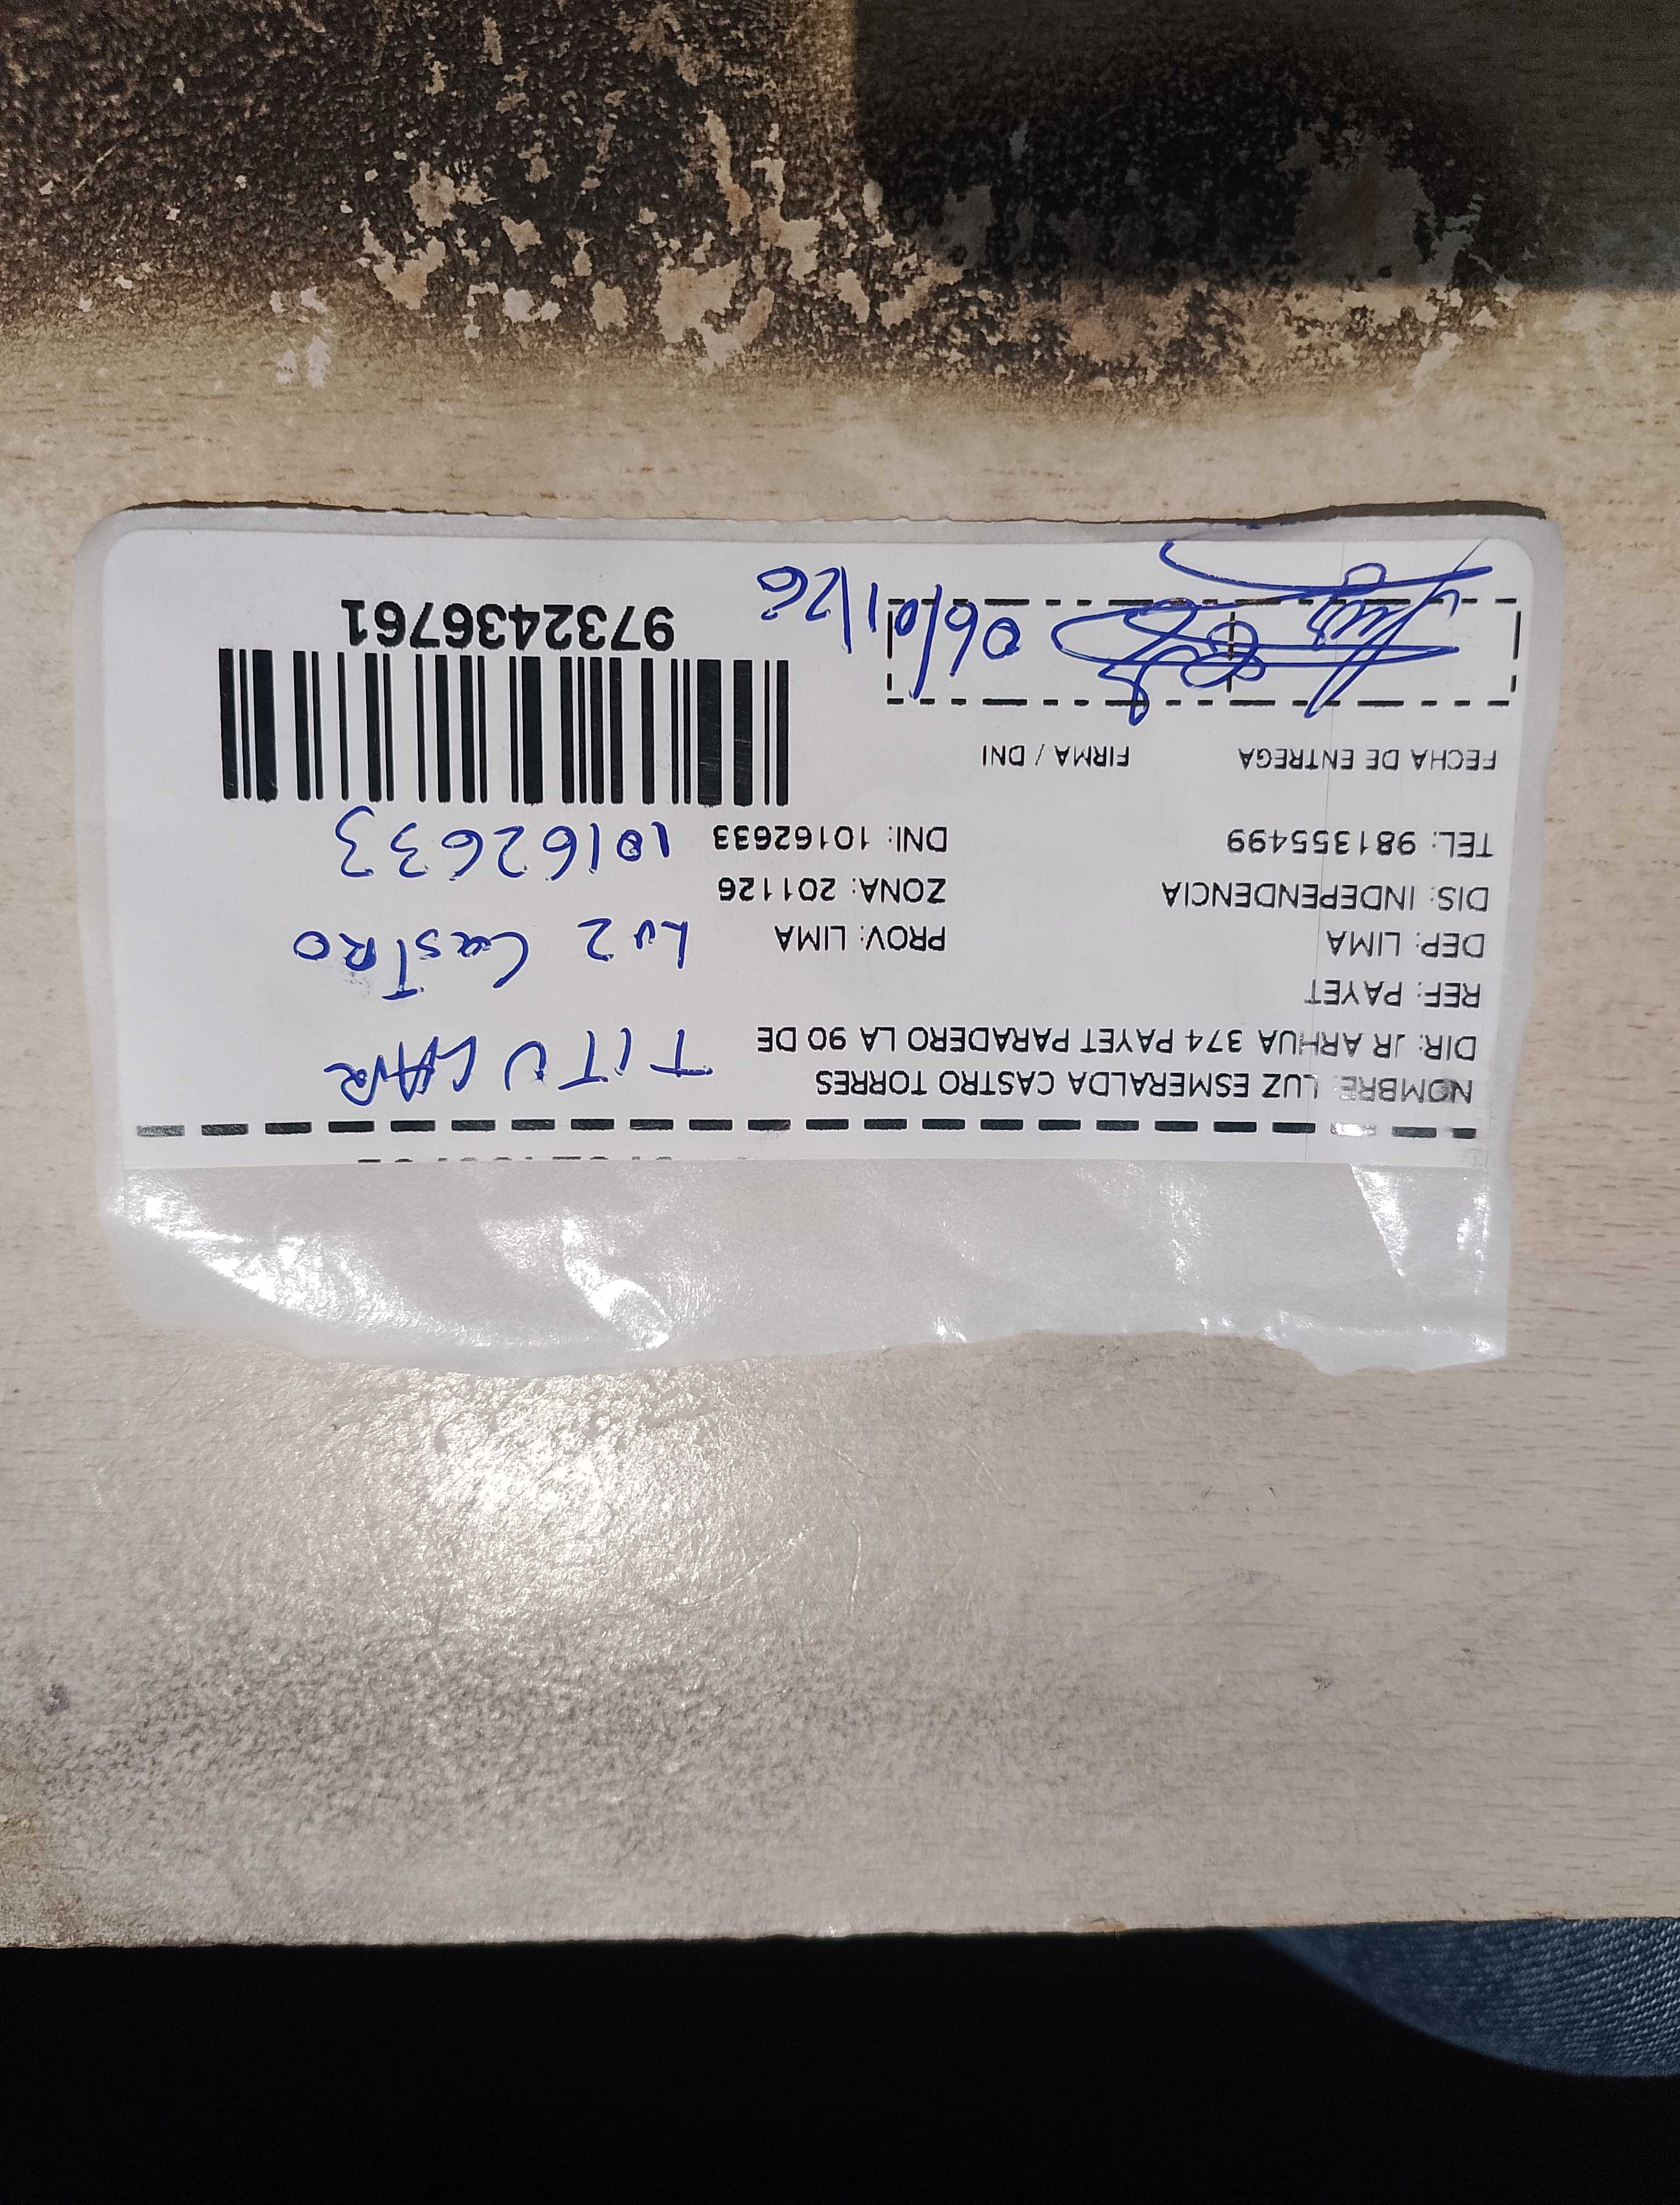 NOMBRE: LUZ ESMERALDA CASTRO TORRES
TITULAR
DIR: JR ARHUA 374 PAYET PARADERO LA 90 DE
REF: PAYET
DEP: LIMA PROV: LIMA
Luz CASTRO
DIS: INDEPENDENCIA ZONA: 201126
TEL: 981355499 DNI: 10162633
10162633
FECHA DE ENTREGA FIRMA / DNI
06/01/26
9732436761